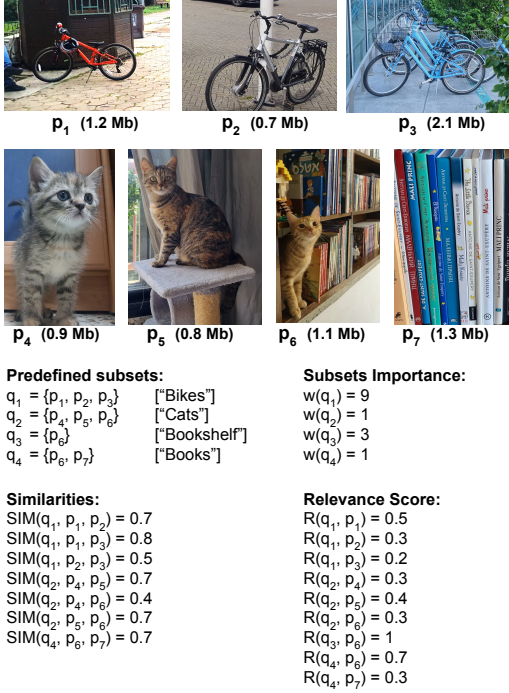 p1 (1.2 Mb)
p2 (0.7 Mb)
p3 (2.1 Mb)
MALI PRINC
The Little Prince
MALI PRINC
p4 (0.9 Mb)
p5 (0.8 Mb)
p6 (1.1 Mb)
p7 (1.3 Mb)
Predefined subsets:
q1 = {p1, p2, p3} ["Bikes"]
q2 = {p4, p5, p6} ["Cats"]
q3 = {p6} ["Bookshelf"]
q4 = {p6, p7} ["Books"]
Subsets Importance:
w(q1) = 9
w(q2) = 1
w(q3) = 3
w(q4) = 1
Similarities:
SIM(q1, p1, p2) = 0.7
SIM(q1, p1, p3) = 0.8
SIM(q1, p2, p3) = 0.5
SIM(q2, p4, p5) = 0.7
SIM(q2, p4, p6) = 0.4
SIM(q2, p5, p6) = 0.7
SIM(q4, p6, p7) = 0.7
Relevance Score:
R(q1, p1) = 0.5
R(q1, p2) = 0.3
R(q1, p3) = 0.2
R(q2, p4) = 0.3
R(q2, p5) = 0.4
R(q2, p6) = 0.3
R(q3, p6) = 1
R(q4, p6) = 0.7
R(q4, p7) = 0.3